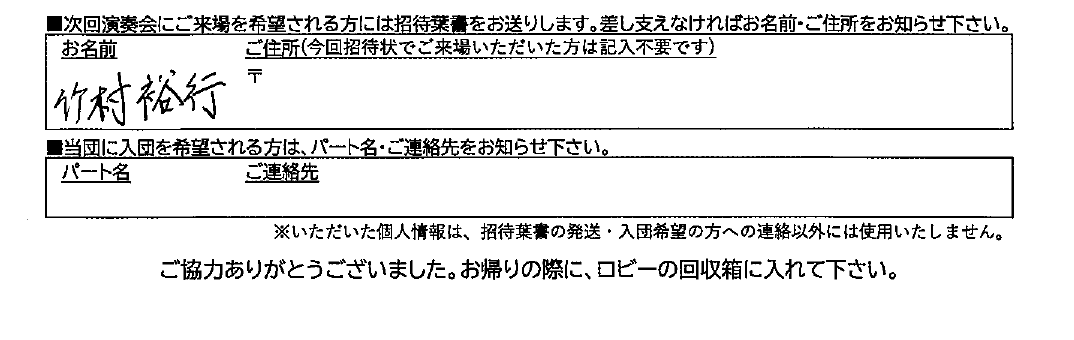 ■次回演奏会にご来場を希望される方には招待葉書をお送りします。差し支えなければお名前・ご住所をお知らせ下さい。
お名前 ご住所(今回招待状でご来場いただいた方は記入不要です)
〒
竹村裕行
■当団に入団を希望される方は、パート名・ご連絡先をお知らせ下さい。
パート名 ご連絡先
※いただいた個人情報は、招待葉書の発送・入団希望の方への連絡以外には使用いたしません。
ご協力ありがとうございました。お帰りの際に、ロビーの回収箱に入れて下さい。